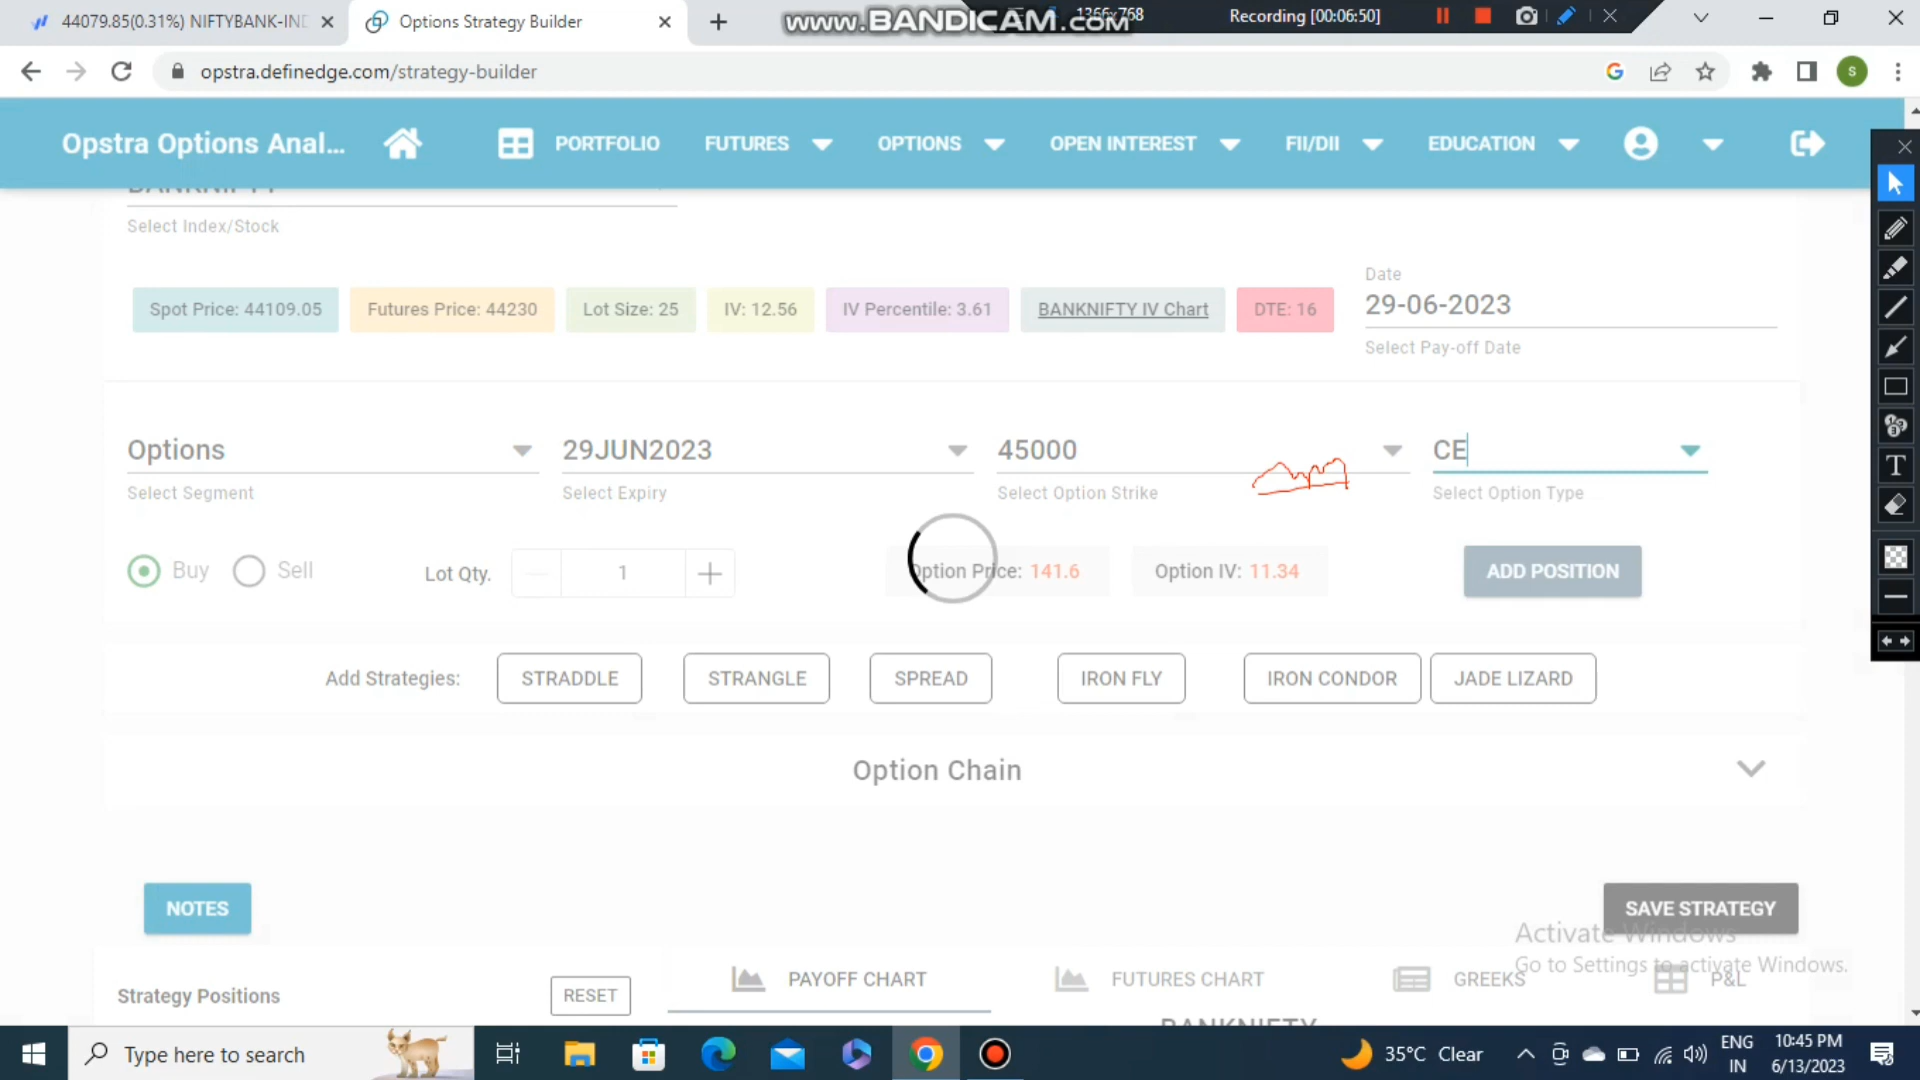 44079.85(0.31%) NIFTYBANK-IND
Options Strategy Builder
www.BANDICAM.com
1366x768
Recording [00:06:50]
opstra.definedge.com/strategy-builder
S
Opstra Options Anal...
PORTFOLIO
FUTURES
OPTIONS
OPEN INTEREST
FII/DII
EDUCATION
BANKNIFTY
Select Index/Stock
Spot Price: 44109.05
Futures Price: 44230
Lot Size: 25
IV: 12.56
IV Percentile: 3.61
BANKNIFTY IV Chart
DTE: 16
Date
29-06-2023
Select Pay-off Date
Options
29JUN2023
45000
CE
Select Segment
Select Expiry
Select Option Strike
Select Option Type
Buy
Sell
Lot Qty.
1
Option Price: 141.6
Option IV: 11.34
ADD POSITION
Add Strategies:
STRADDLE
STRANGLE
SPREAD
IRON FLY
IRON CONDOR
JADE LIZARD
Option Chain
NOTES
SAVE STRATEGY
Activate Windows
Go to Settings to activate Windows.
Strategy Positions
RESET
PAYOFF CHART
FUTURES CHART
GREEKS
P&L
BANKNIFTY
Type here to search
35°C Clear
ENG
IN
10:45 PM
6/13/2023